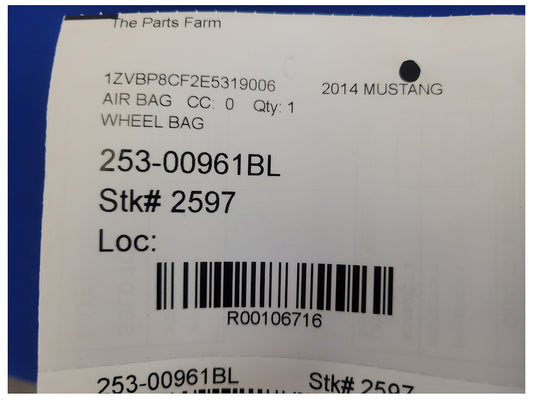 The Parts Farm
1ZVBP8CF2E5319006 2014 MUSTANG
AIR BAG CC: 0 Qty: 1
WHEEL BAG
253-00961BL
Stk# 2597
Loc:
R00106716
253-00961BL Stk# 2597